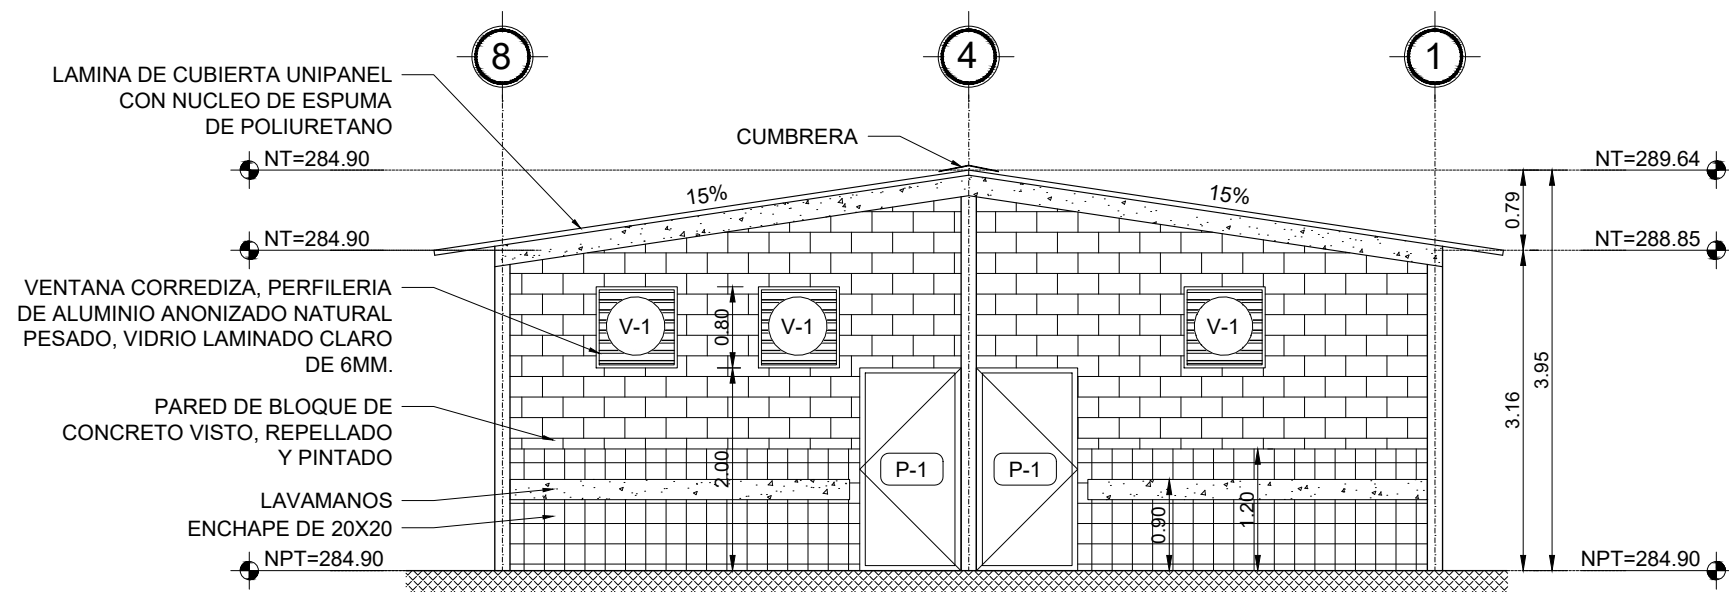 8
4
1
LAMINA DE CUBIERTA UNIPANEL
CON NUCLEO DE ESPUMA
DE POLIURETANO
CUMBRERA
NT=284.90
NT=289.64
15%
15%
0.79
NT=284.90
NT=288.85
VENTANA CORREDIZA, PERFILERIA
DE ALUMINIO ANONIZADO NATURAL
PESADO, VIDRIO LAMINADO CLARO
DE 6MM.
V-1
V-1
V-1
0.80
3.95
3.16
PARED DE BLOQUE DE
CONCRETO VISTO, REPELLADO
Y PINTADO
2.00
P-1
P-1
LAVAMANOS
ENCHAPE DE 20X20
0.90
1.20
NPT=284.90
NPT=284.90